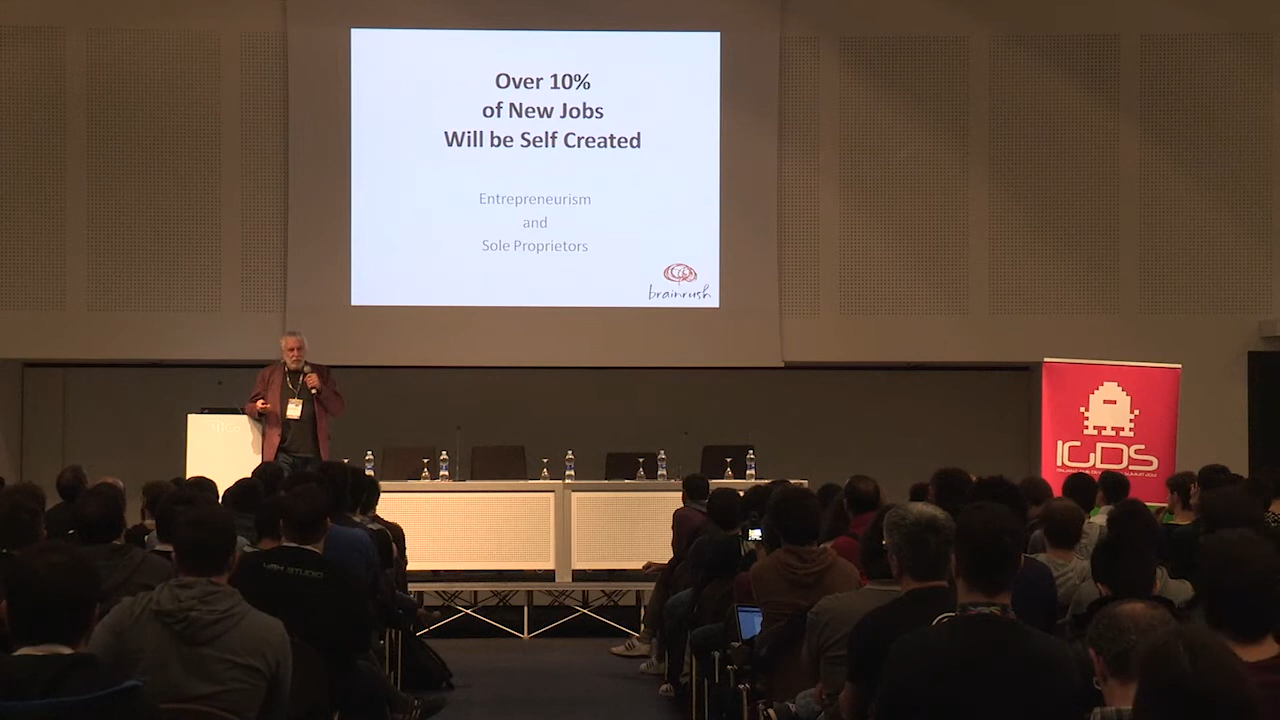 Over 10%
of New Jobs
Will be Self Created
Entrepreneurism
and
Sole Proprietors
brainrush
IGDS